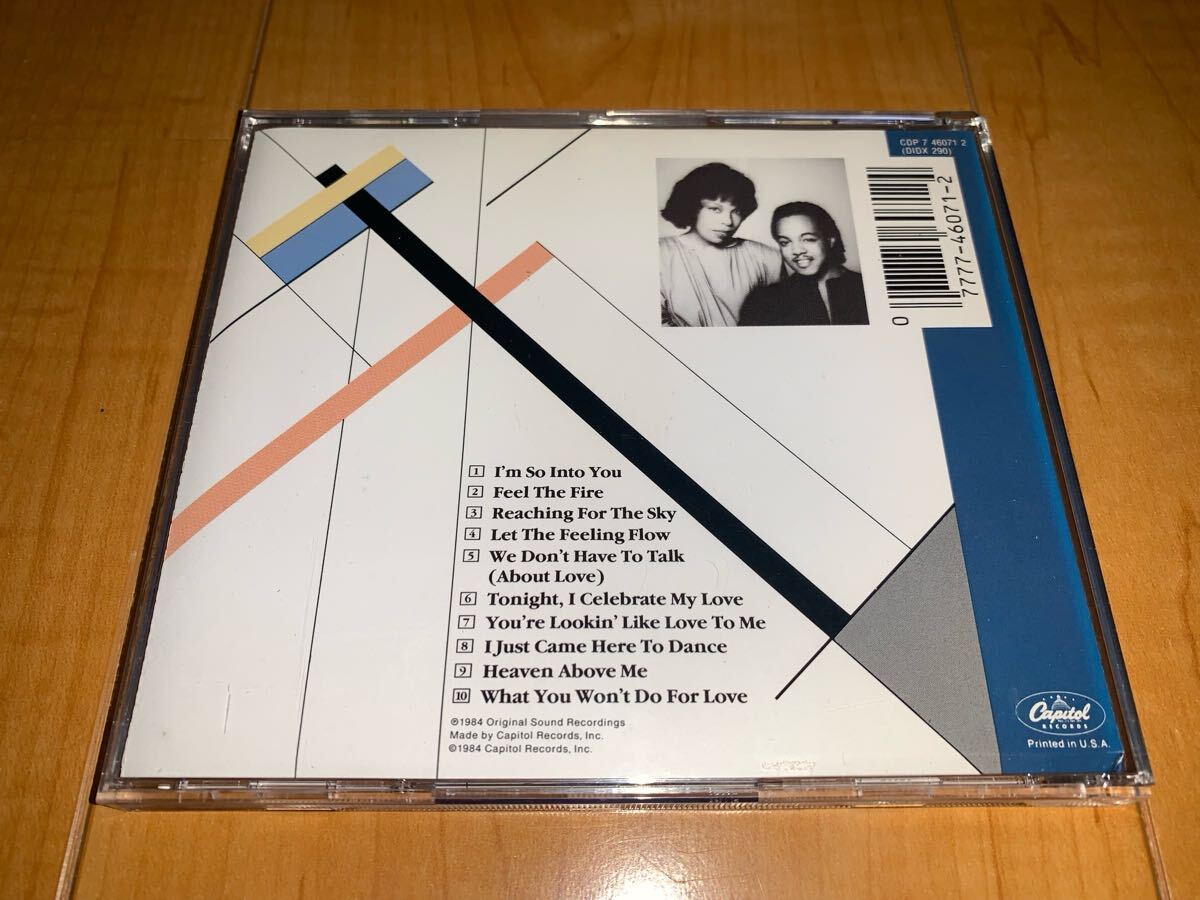 CDP 7 46071 2
(DIDX 290)
0 7777-46071-2
1 I'm So Into You
2 Feel The Fire
3 Reaching For The Sky
4 Let The Feeling Flow
5 We Don't Have To Talk
(About Love)
6 Tonight, I Celebrate My Love
7 You're Lookin' Like Love To Me
8 I Just Came Here To Dance
9 Heaven Above Me
10 What You Won't Do For Love
℗1984 Original Sound Recordings
Made by Capitol Records, Inc.
©1984 Capitol Records, Inc.
Capitol
RECORDS
Printed in U.S.A.